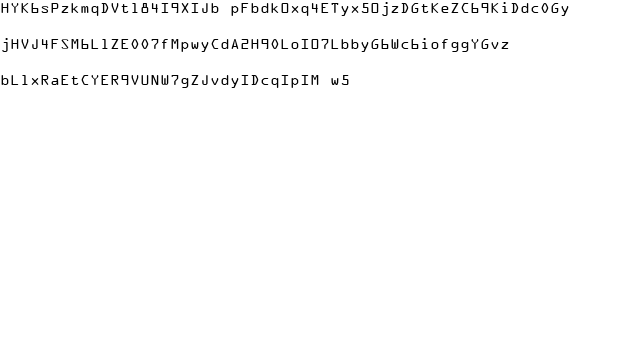 HYK6sPzkmqDVtl84I9XIJb pFbdkOxq4ETyx5OjzDGtKeZC69KiDdc0Gy
jHVJ4FSM6L1ZE007fMpwyCdA2H90LoIO7LbbyG6Wc6iofggYGvz
bL1xRaEtCYER9VUNW7gZJvdyIDcqIpIM w5